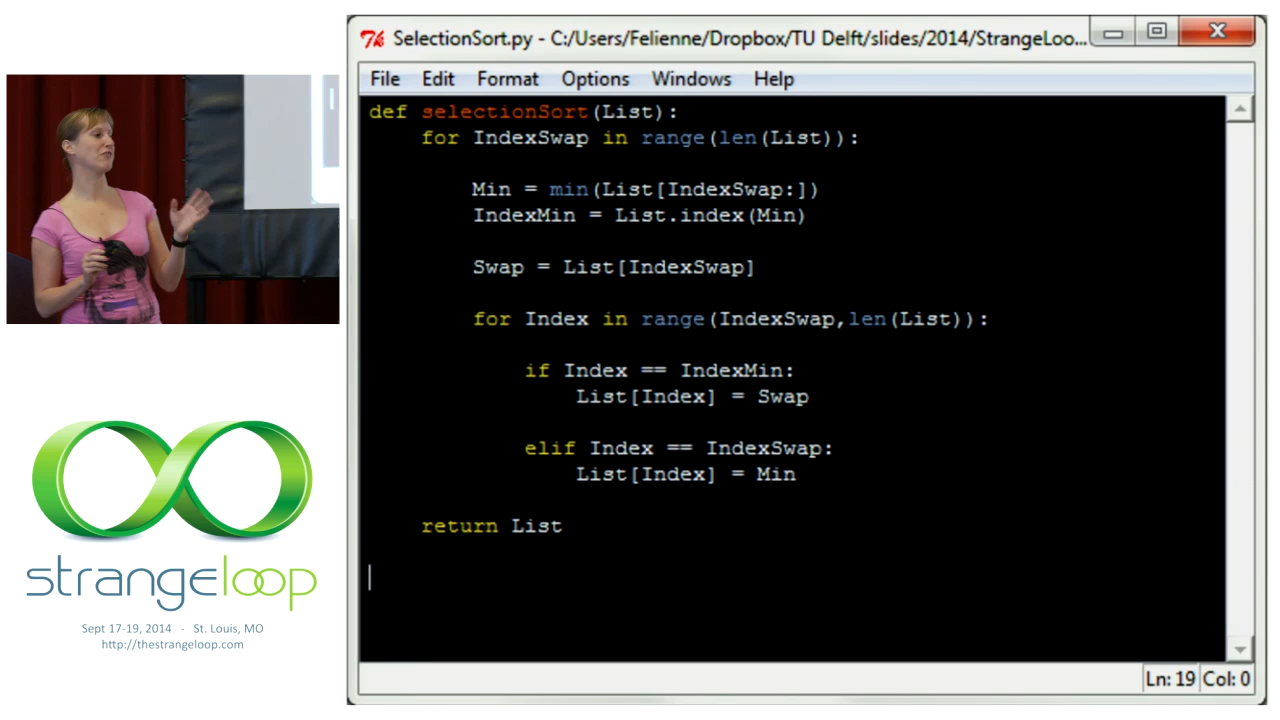 SelectionSort.py - C:/Users/Felienne/Dropbox/TU Delft/slides/2014/StrangeLoo...
File Edit Format Options Windows Help
def selectionSort(List):
for IndexSwap in range(len(List)):
Min = min(List[IndexSwap:])
IndexMin = List.index(Min)
Swap = List[IndexSwap]
for Index in range(IndexSwap,len(List)):
if Index == IndexMin:
List[Index] = Swap
elif Index == IndexSwap:
List[Index] = Min
return List
Ln: 19 Col: 0
strangeloop
Sept 17-19, 2014 - St. Louis, MO
http://thestrangeloop.com